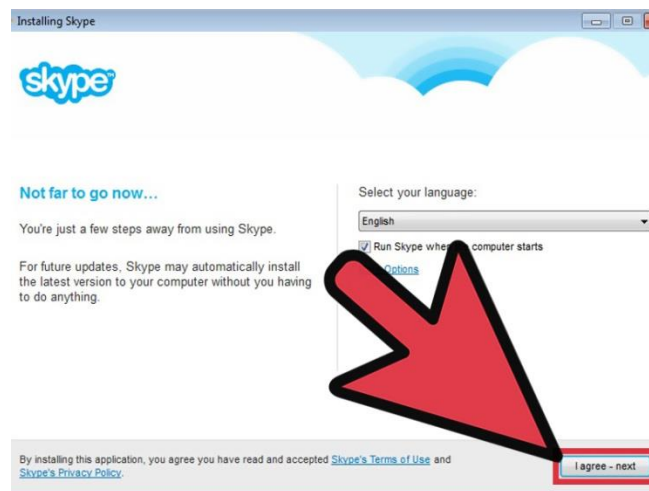 Installing Skype
skype
Not far to go now...
You're just a few steps away from using Skype.
For future updates, Skype may automatically install
the latest version to your computer without you having
to do anything.
Select your language:
English
Run Skype when computer starts
Options
By installing this application, you agree you have read and accepted Skype's Terms of Use and
Skype's Privacy Policy.
I agree - next